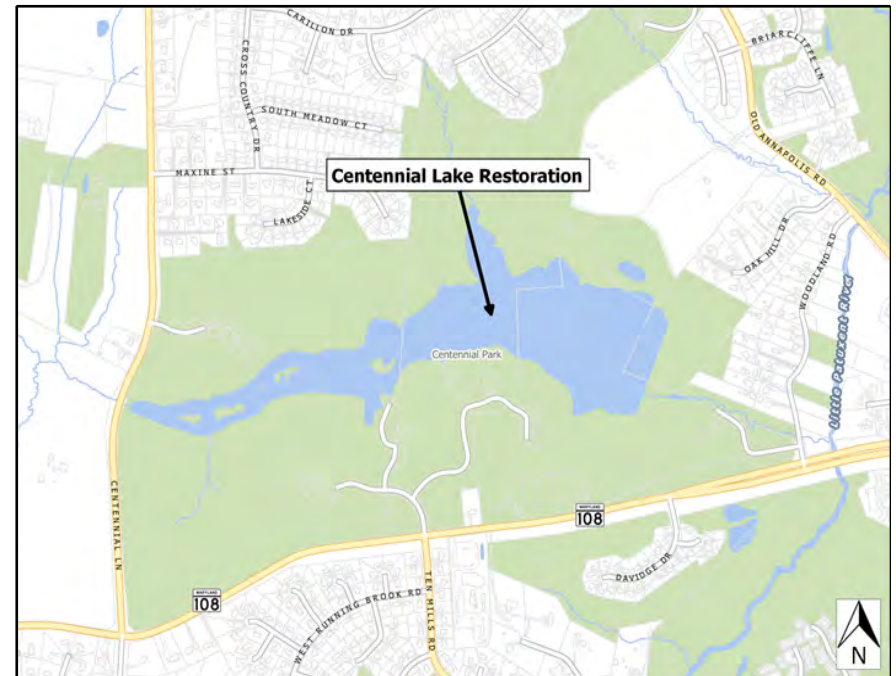 CARILLON DR
BRIARCLIFFE LN
CROSS COUNTRY DR
SOUTH MEADOW CT
OLD ANNAPOLIS RD
MAXINE ST
Centennial Lake Restoration
LAKESIDE CT
OAK HILL DR
WOODLAND RD
Little Patuxent River
Centennial Park
CENTENNIAL LN
MARYLAND
108
DAVIDGE DR
MARYLAND
108
TEN MILLS RD
WEST RUNNING BROOK RD
N